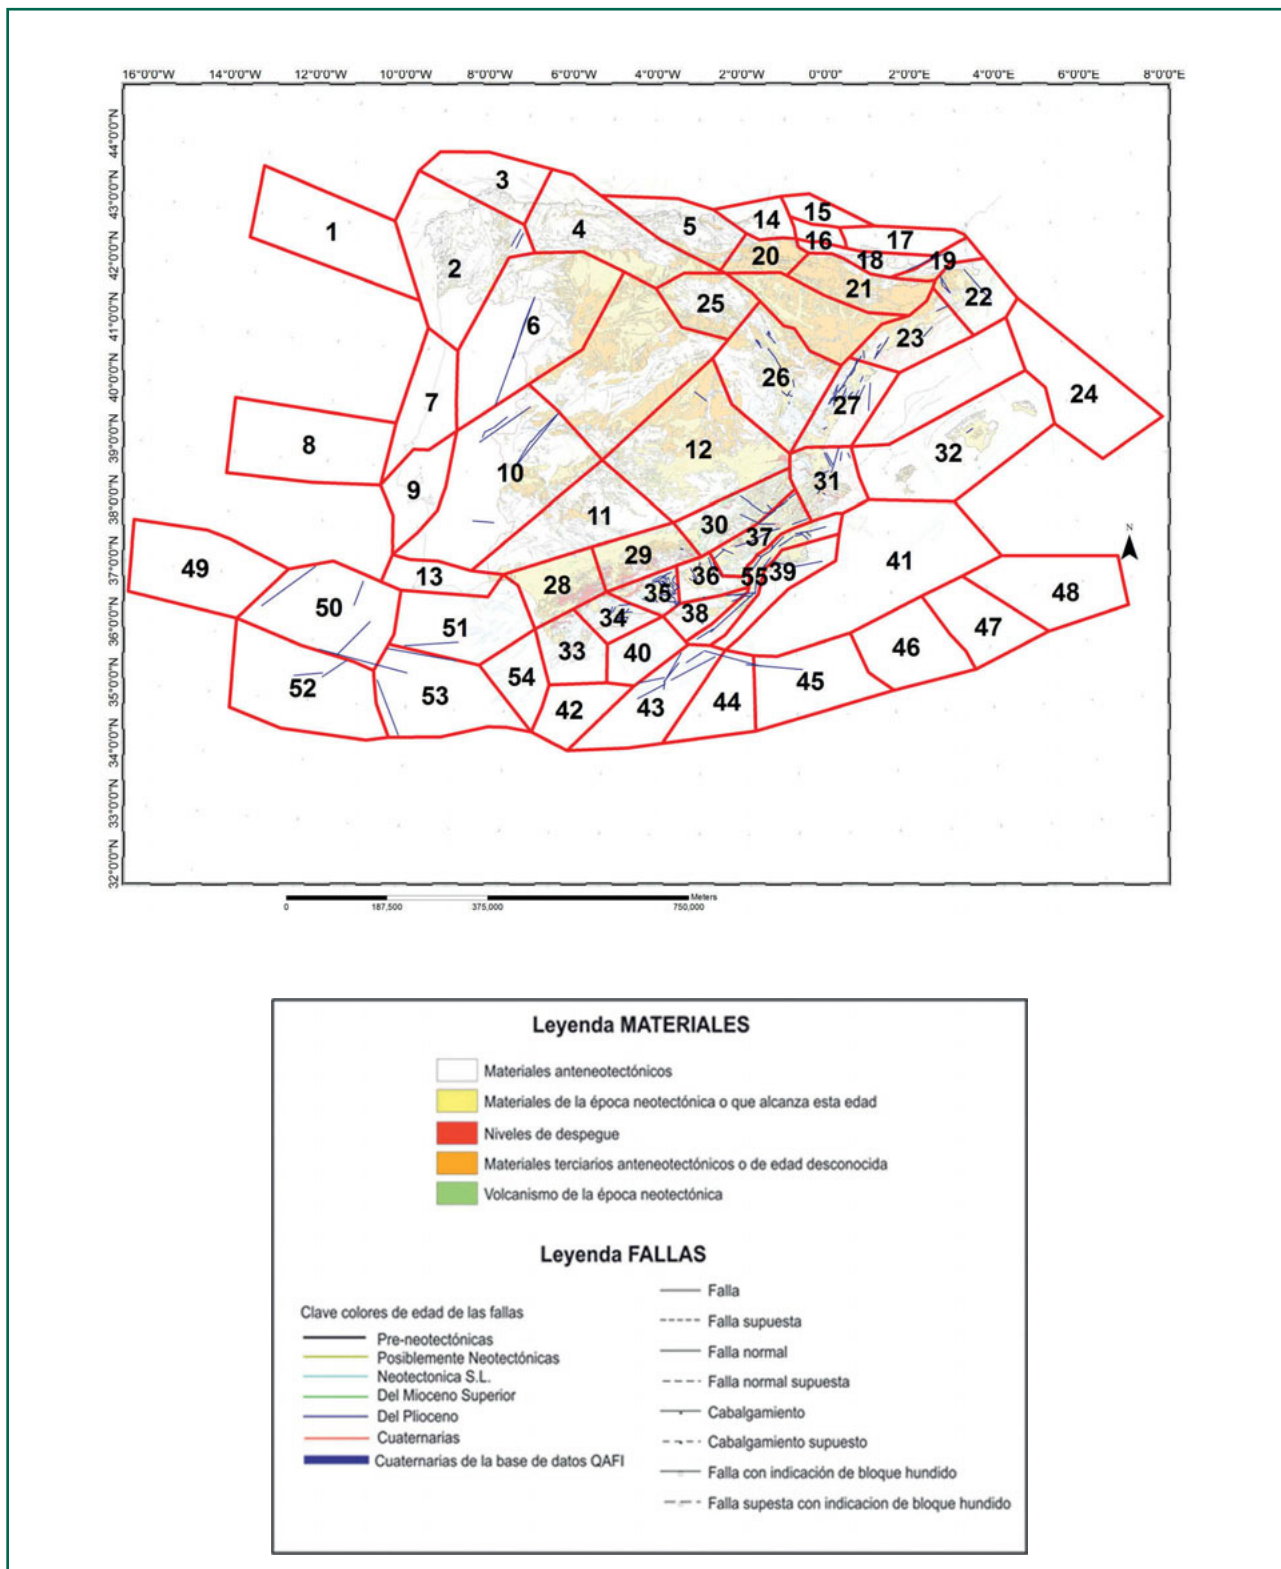 16°0'0"W 14°0'0"W 12°0'0"W 10°0'0"W 8°0'0"W 6°0'0"W 4°0'0"W 2°0'0"W 0°0'0" 2°0'0"E 4°0'0"E 6°0'0"E 8°0'0"E
44°0'0"N
43°0'0"N
42°0'0"N
41°0'0"N
40°0'0"N
39°0'0"N
38°0'0"N
37°0'0"N
36°0'0"N
35°0'0"N
34°0'0"N
33°0'0"N
32°0'0"N
1
2
3
4
5
6
7
8
9
10
11
12
13
14
15
16
17
18
19
20
21
22
23
24
25
26
27
28
29
30
31
32
33
34
35
36
37
38
39
40
41
42
43
44
45
46
47
48
49
50
51
52
53
54
55
N
Meters
0 187,500 375,000 750,000
Leyenda MATERIALES
Materiales anteneotectónicos
Materiales de la época neotectónica o que alcanza esta edad
Niveles de despegue
Materiales terciarios anteneotectónicos o de edad desconocida
Volcanismo de la época neotectónica
Leyenda FALLAS
Clave colores de edad de las fallas
Pre-neotectónicas
Posiblemente Neotectónicas
Neotectonica S.L.
Del Mioceno Superior
Del Plioceno
Cuaternarias
Cuaternarias de la base de datos QAFI
Falla
Falla supuesta
Falla normal
Falla normal supuesta
Cabalgamiento
Cabalgamiento supuesto
Falla con indicación de bloque hundido
Falla supesta con indicacion de bloque hundido